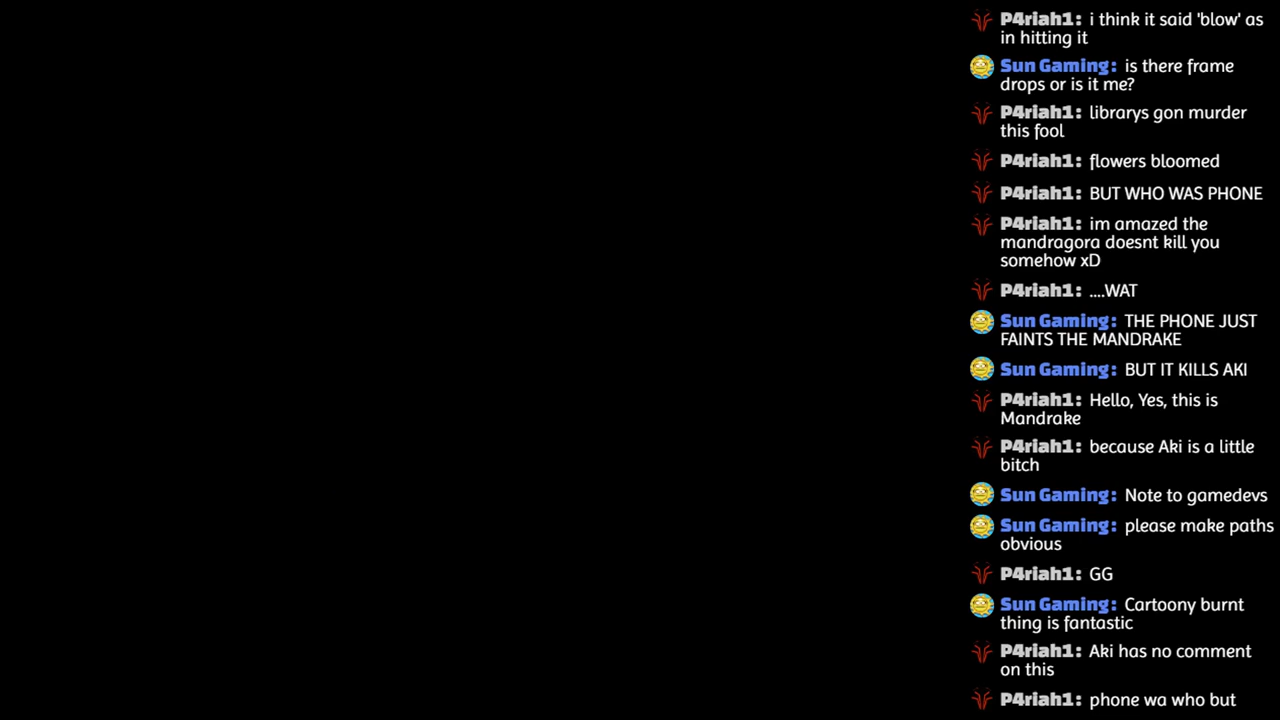 P4riah1: i think it said 'blow' as
in hitting it
Sun Gaming: is there frame
drops or is it me?
P4riah1: librarys gon murder
this fool
P4riah1: flowers bloomed
P4riah1: BUT WHO WAS PHONE
P4riah1: im amazed the
mandragora doesnt kill you
somehow xD
P4riah1: ....WAT
Sun Gaming: THE PHONE JUST
FAINTS THE MANDRAKE
Sun Gaming: BUT IT KILLS AKI
P4riah1: Hello, Yes, this is
Mandrake
P4riah1: because Aki is a little
bitch
Sun Gaming: Note to gamedevs
Sun Gaming: please make paths
obvious
P4riah1: GG
Sun Gaming: Cartoony burnt
thing is fantastic
P4riah1: Aki has no comment
on this
P4riah1: phone wa who but